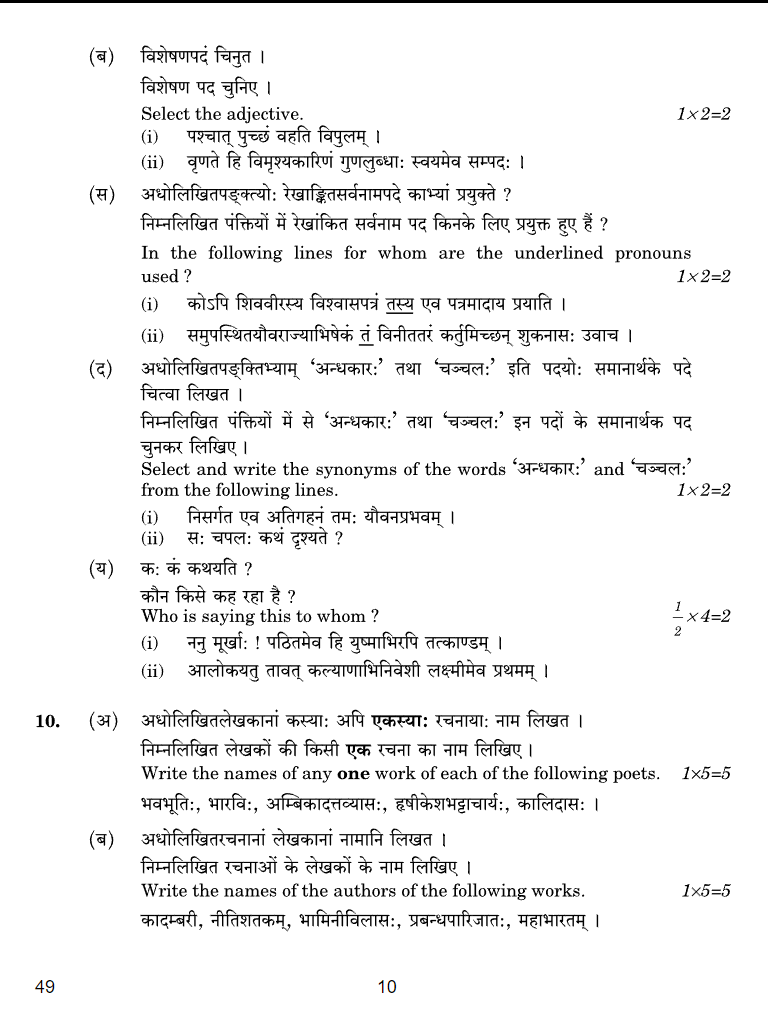 (ब) विशेषणपदं चिनुत ।
विशेषण पद चुनिए ।
Select the adjective. 1×2=2
(i) पश्चात् पुच्छं वहति विपुलम् ।
(ii) वृणते हि विमृश्यकारिणं गुणलुब्धाः स्वयमेव सम्पदः ।
(स) अधोलिखितपङ्क्त्योः रेखाङ्कितसर्वनामपदे काभ्यां प्रयुक्ते ?
निम्नलिखित पंक्तियों में रेखांकित सर्वनाम पद किनके लिए प्रयुक्त हुए हैं ?
In the following lines for whom are the underlined pronouns
used ? 1×2=2
(i) कोऽपि शिववीरस्य विश्वासपत्रं तस्य एव पत्रमादाय प्रयाति ।
(ii) समुपस्थितयौवराज्याभिषेकं तं विनीततरं कर्तुमिच्छन् शुकनासः उवाच ।
(द) अधोलिखितपङ्क्तिभ्याम् ‘अन्धकारः’ तथा ‘चञ्चलः’ इति पदयोः समानार्थके पदे
चित्वा लिखत ।
निम्नलिखित पंक्तियों में से ‘अन्धकारः’ तथा ‘चञ्चलः’ इन पदों के समानार्थक पद
चुनकर लिखिए ।
Select and write the synonyms of the words ‘अन्धकारः’ and ‘चञ्चलः’
from the following lines. 1×2=2
(i) निसर्गत एव अतिगहनं तमः यौवनप्रभवम् ।
(ii) सः चपलः कथं दृश्यते ?
(य) कः कं कथयति ?
कौन किसे कह रहा है ?
Who is saying this to whom ? 1/2×4=2
(i) ननु मूर्खाः ! पठितमेव हि युष्माभिरपि तत्काण्डम् ।
(ii) आलोकयतु तावत् कल्याणाभिनिवेशी लक्ष्मीमेव प्रथमम् ।
10. (अ) अधोलिखितलेखकानां कस्याः अपि एकस्याः रचनायाः नाम लिखत ।
निम्नलिखित लेखकों की किसी एक रचना का नाम लिखिए ।
Write the names of any one work of each of the following poets. 1×5=5
भवभूतिः, भारविः, अम्बिकादत्तव्यासः, हृषीकेशभट्टाचार्यः, कालिदासः ।
(ब) अधोलिखितरचनानां लेखकानां नामानि लिखत ।
निम्नलिखित रचनाओं के लेखकों के नाम लिखिए ।
Write the names of the authors of the following works. 1×5=5
कादम्बरी, नीतिशतकम्, भामिनीविलासः, प्रबन्धपारिजातः, महाभारतम् ।
49 10